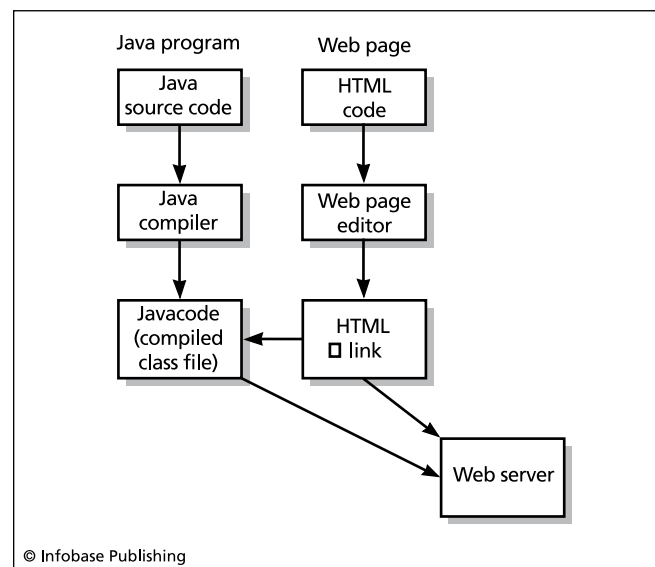 Java program
Web page
Java
source code
HTML
code
Java
compiler
Web page
editor
Javacode
(compiled
class file)
HTML
link
Web server
© Infobase Publishing